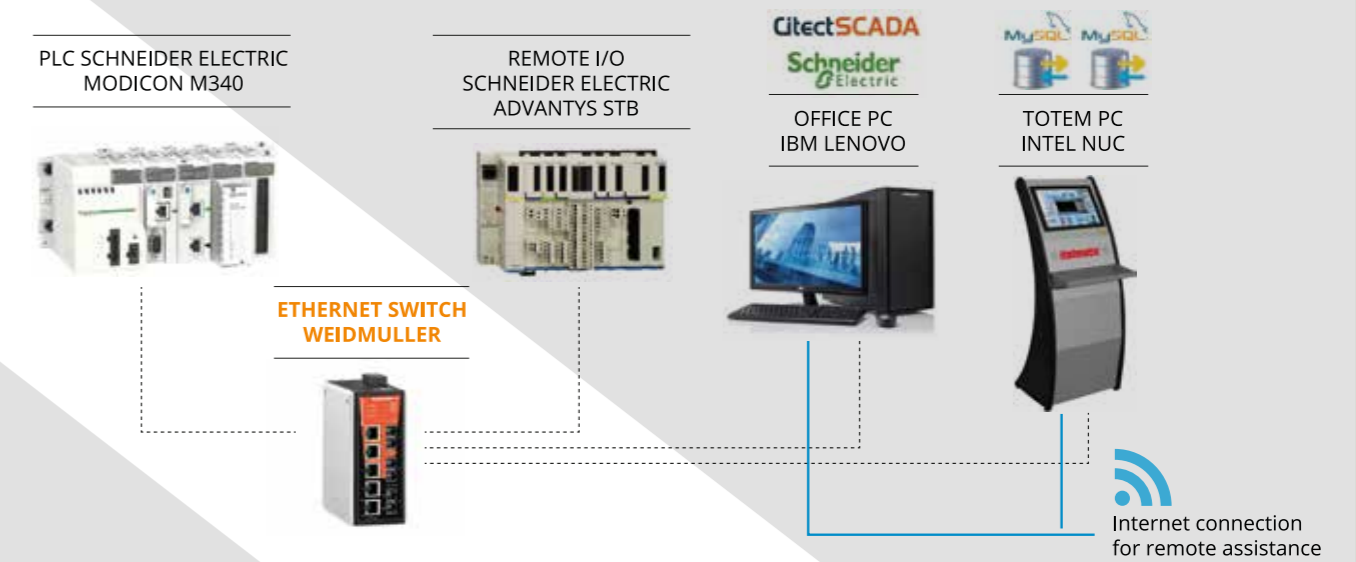 PLC SCHNEIDER ELECTRIC
MODICON M340
REMOTE I/O
SCHNEIDER ELECTRIC
ADVANTYS STB
CitectSCADA
Schneider
Electric
OFFICE PC
IBM LENOVO
MySQL MySQL
TOTEM PC
INTEL NUC
ETHERNET SWITCH
WEIDMULLER
Internet connection
for remote assistance